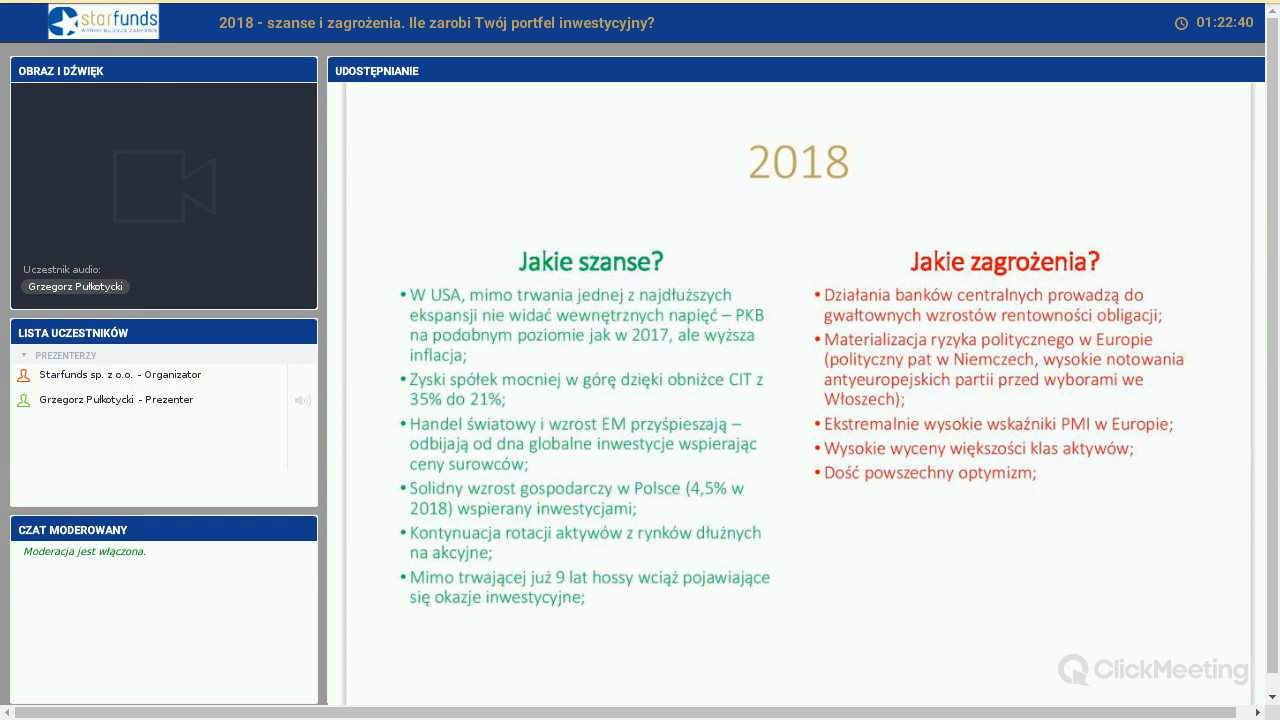 starfunds
WYNIKI BUDUJĄ ZAUFANIE
2018 - szanse i zagrożenia. Ile zarobi Twój portfel inwestycyjny?
01:22:40
OBRAZ I DŹWIĘK
Uczestnik audio:
Grzegorz Pułkotycki
LISTA UCZESTNIKÓW
PREZENTERZY
Starfunds sp. z o.o. - Organizator
Grzegorz Pułkotycki - Prezenter
CZAT MODEROWANY
Moderacja jest włączona.
UDOSTĘPNIANIE
2018
Jakie szanse?
• W USA, mimo trwania jednej z najdłuższych
ekspansji nie widać wewnętrznych napięć – PKB
na podobnym poziomie jak w 2017, ale wyższa
inflacja;
• Zyski spółek mocniej w górę dzięki obniżce CIT z
35% do 21%;
• Handel światowy i wzrost EM przyśpieszają –
odbijają od dna globalne inwestycje wspierając
ceny surowców;
• Solidny wzrost gospodarczy w Polsce (4,5% w
2018) wspierany inwestycjami;
• Kontynuacja rotacji aktywów z rynków dłużnych
na akcyjne;
• Mimo trwającej już 9 lat hossy wciąż pojawiające
się okazje inwestycyjne;
Jakie zagrożenia?
• Działania banków centralnych prowadzą do
gwałtownych wzrostów rentowności obligacji;
• Materializacja ryzyka politycznego w Europie
(polityczny pat w Niemczech, wysokie notowania
antyeuropejskich partii przed wyborami we
Włoszech);
• Ekstremalnie wysokie wskaźniki PMI w Europie;
• Wysokie wyceny większości klas aktywów;
• Dość powszechny optymizm;
ClickMeeting